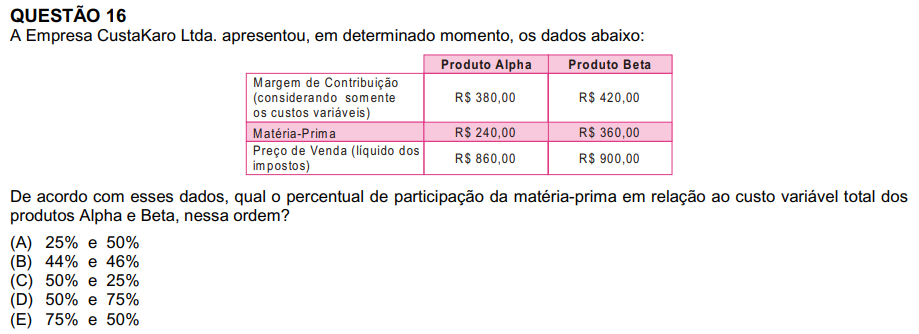 QUESTÃO 16
A Empresa CustaKaro Ltda. apresentou, em determinado momento, os dados abaixo:
Produto Alpha Produto Beta
Margem de Contribuição
(considerando somente
os custos variáveis) R$ 380,00 R$ 420,00
Matéria-Prima R$ 240,00 R$ 360,00
Preço de Venda (líquido dos
impostos) R$ 860,00 R$ 900,00
De acordo com esses dados, qual o percentual de participação da matéria-prima em relação ao custo variável total dos
produtos Alpha e Beta, nessa ordem?
(A) 25% e 50%
(B) 44% e 46%
(C) 50% e 25%
(D) 50% e 75%
(E) 75% e 50%